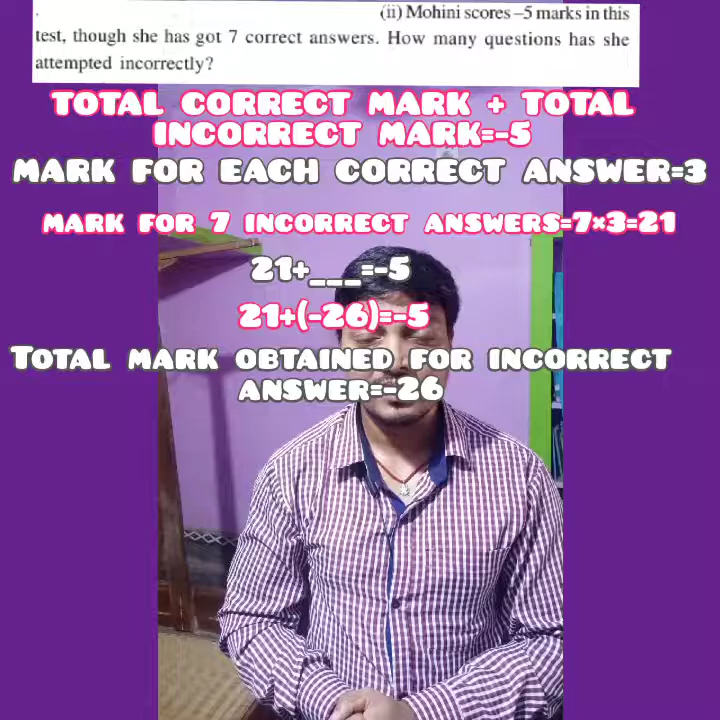 (ii) Mohini scores –5 marks in this
test, though she has got 7 correct answers. How many questions has she
attempted incorrectly?
TOTAL CORRECT MARK + TOTAL
INCORRECT MARK=-5
MARK FOR EACH CORRECT ANSWER=3
MARK FOR 7 INCORRECT ANSWERS=7×3=21
21+___=-5
21+(-26)=-5
TOTAL MARK OBTAINED FOR INCORRECT
ANSWER=-26